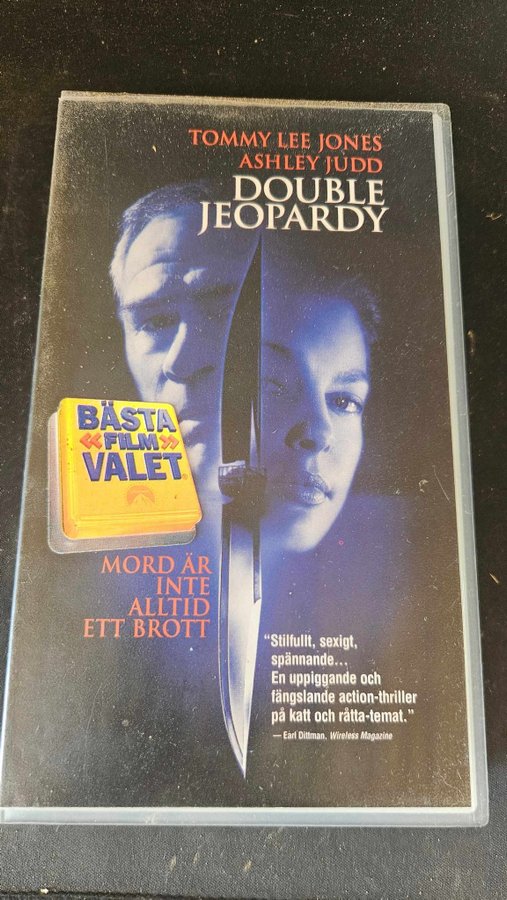 TOMMY LEE JONES
ASHLEY JUDD
DOUBLE
JEOPARDY
BÄSTA
«FILM»
VALET®
MORD ÄR
INTE
ALLTID
ETT BROTT
"Stilfullt, sexigt,
spännande...
En uppiggande och
fängslande action-thriller
på katt och råtta-temat."
— Earl Dittman, Wireless Magazine